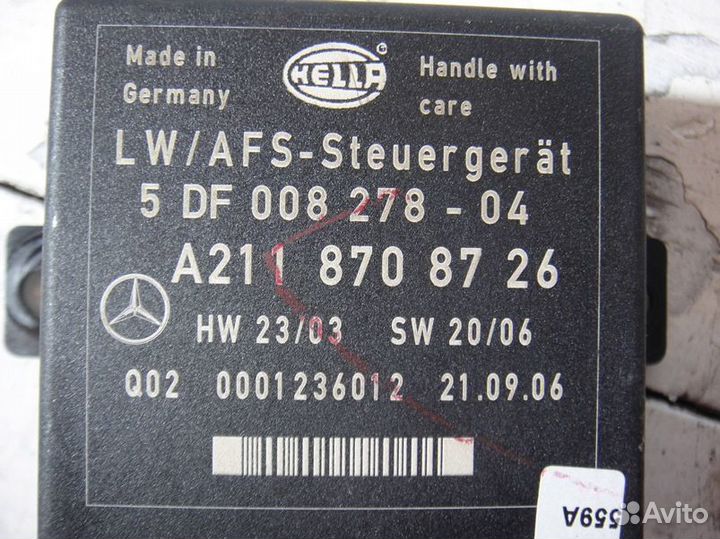 Made in
Germany
HELLA
®
Handle with
care
LW/AFS-Steuergerät
5 DF 008 278 - 04
A211 870 87 26
HW 23/03 SW 20/06
Q02 0001236012 21.09.06
559A
Avito